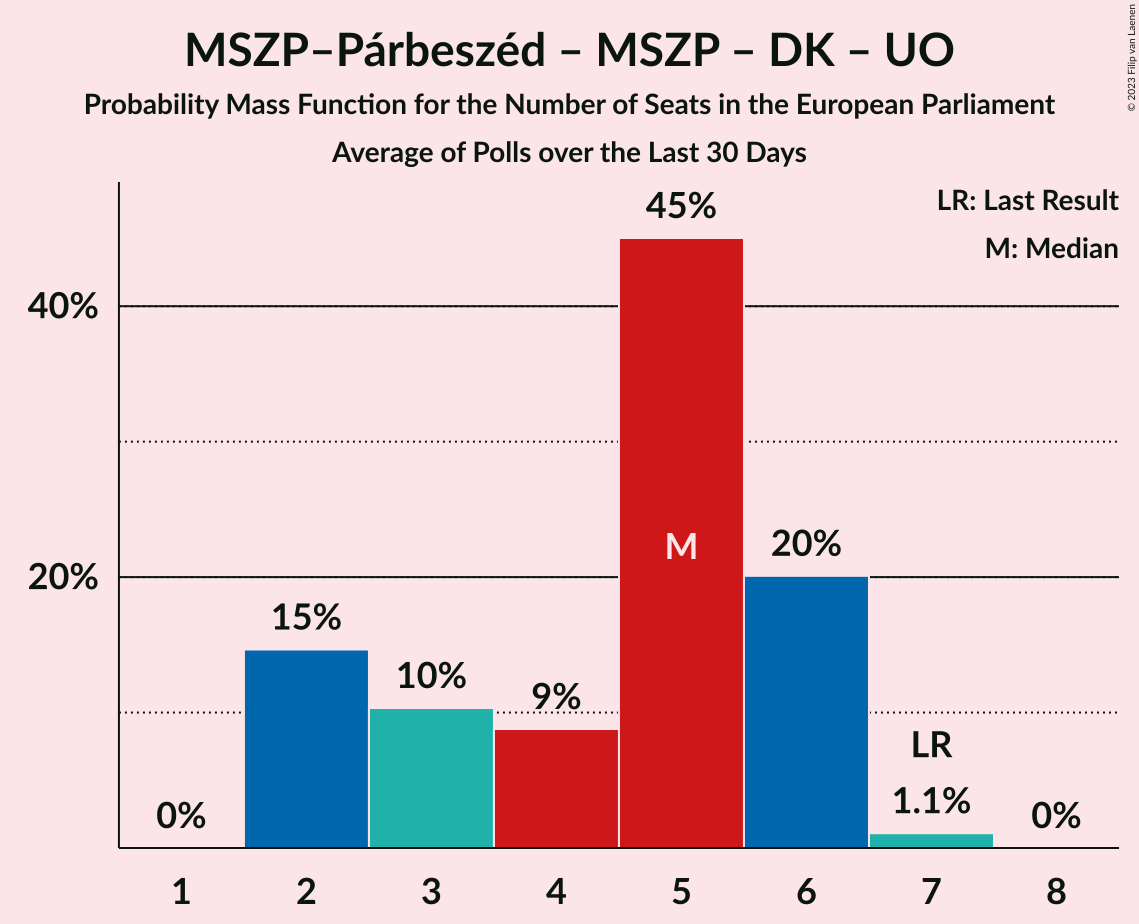 MSZP–Párbeszéd – MSZP – DK – UO
Probability Mass Function for the Number of Seats in the European Parliament
Average of Polls over the Last 30 Days
© 2023 Filip van Laenen
LR: Last Result
M: Median
40%
20%
0%
15%
10%
9%
45%
M
20%
LR
1.1%
0%
1 2 3 4 5 6 7 8